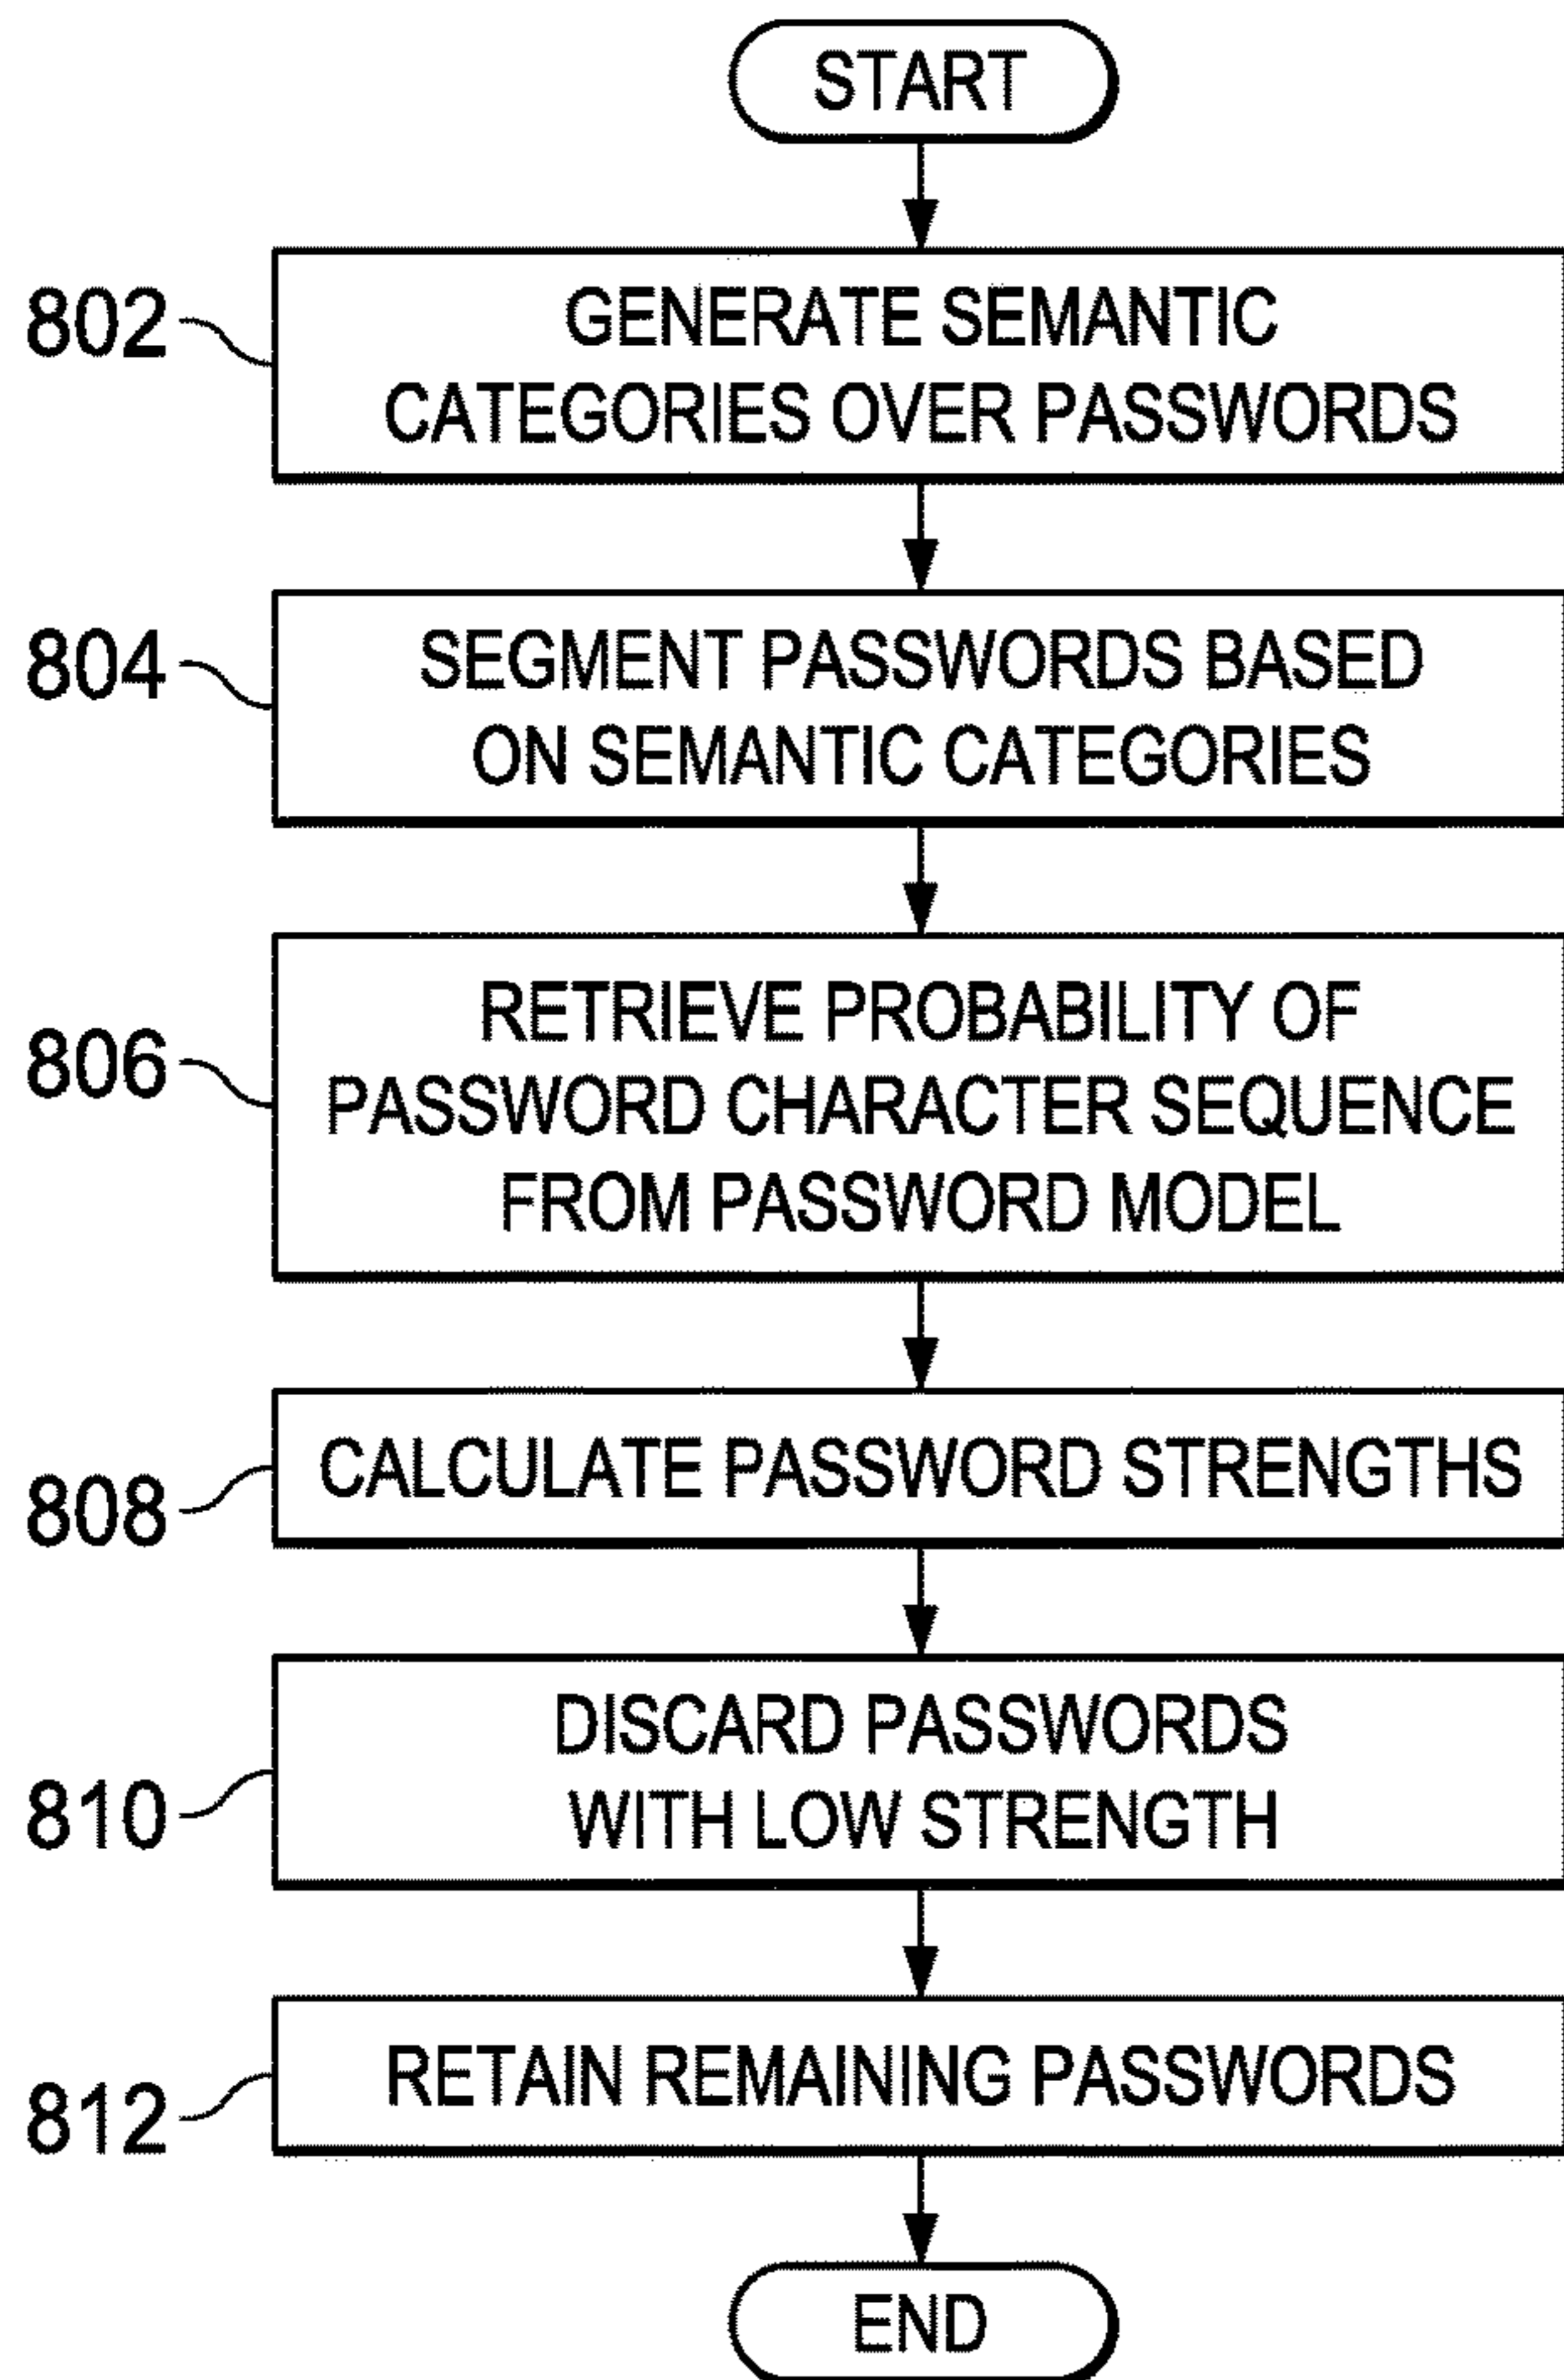 START
802
GENERATE SEMANTIC
CATEGORIES OVER PASSWORDS
804
SEGMENT PASSWORDS BASED
ON SEMANTIC CATEGORIES
806
RETRIEVE PROBABILITY OF
PASSWORD CHARACTER SEQUENCE
FROM PASSWORD MODEL
808
CALCULATE PASSWORD STRENGTHS
810
DISCARD PASSWORDS
WITH LOW STRENGTH
812
RETAIN REMAINING PASSWORDS
END